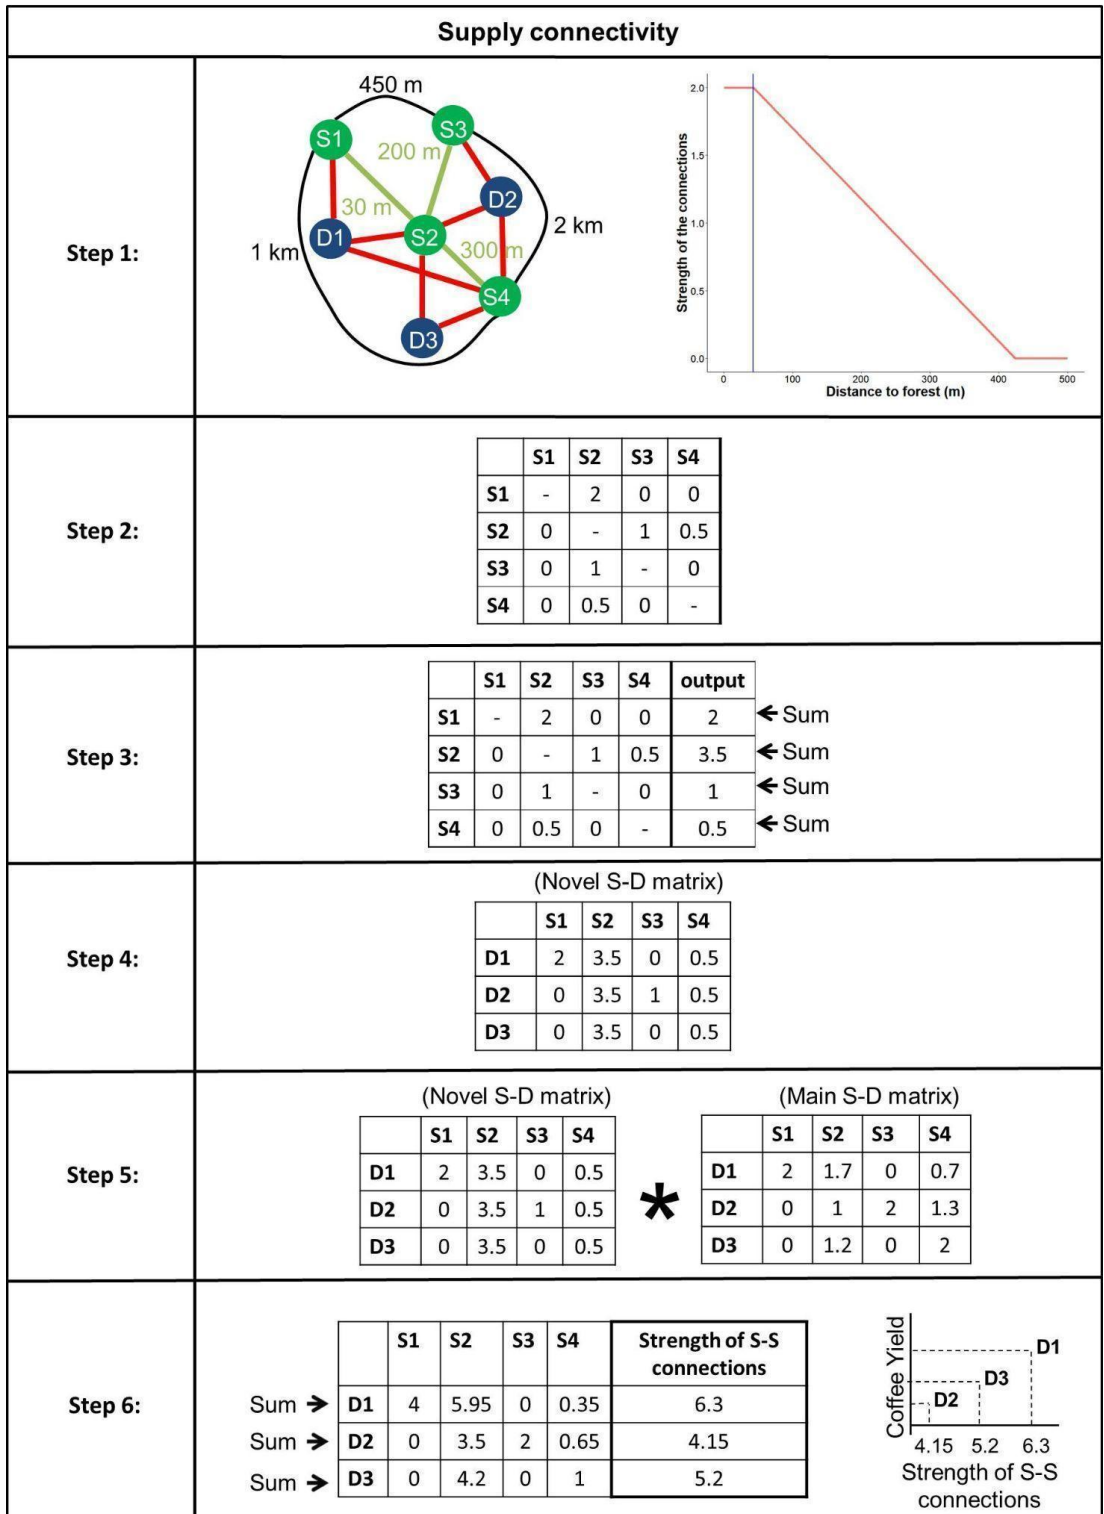 Supply connectivity
Step 1:
450 m
S1
S3
200 m
D2
30 m
D1
S2
2 km
1 km
300 m
S4
D3
Strength of the connections
2.0
1.5
1.0
0.5
0.0
0 100 200 300 400 500
Distance to forest (m)
Step 2:
S1 S2 S3 S4
S1 - 2 0 0
S2 0 - 1 0.5
S3 0 1 - 0
S4 0 0.5 0 -
Step 3:
S1 S2 S3 S4 output
S1 - 2 0 0 2 Sum
S2 0 - 1 0.5 3.5 Sum
S3 0 1 - 0 1 Sum
S4 0 0.5 0 - 0.5 Sum
Step 4:
(Novel S-D matrix)
S1 S2 S3 S4
D1 2 3.5 0 0.5
D2 0 3.5 1 0.5
D3 0 3.5 0 0.5
Step 5:
(Novel S-D matrix)
S1 S2 S3 S4
D1 2 3.5 0 0.5
D2 0 3.5 1 0.5
D3 0 3.5 0 0.5
*
(Main S-D matrix)
S1 S2 S3 S4
D1 2 1.7 0 0.7
D2 0 1 2 1.3
D3 0 1.2 0 2
Step 6:
S1 S2 S3 S4 Strength of S-S
connections
Sum D1 4 5.95 0 0.35 6.3
Sum D2 0 3.5 2 0.65 4.15
Sum D3 0 4.2 0 1 5.2
Coffee Yield
D1
D3
D2
4.15 5.2 6.3
Strength of S-S
connections